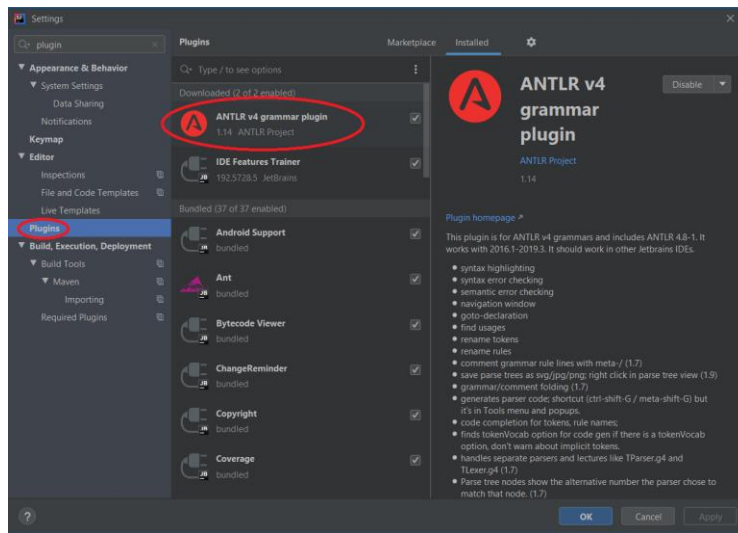 Settings
plugin
Appearance & Behavior
System Settings
Data Sharing
Notifications
Keymap
Editor
Inspections
File and Code Templates
Live Templates
Plugins
Build, Execution, Deployment
Build Tools
Maven
Importing
Required Plugins
Plugins
Marketplace
Installed
Type / to see options
Downloaded (2 of 2 enabled)
ANTLR v4 grammar plugin
1.14 ANTLR Project
IDE Features Trainer
192.5728.5 JetBrains
Bundled (37 of 37 enabled)
Android Support
bundled
Ant
bundled
Bytecode Viewer
bundled
ChangeReminder
bundled
Copyright
bundled
Coverage
bundled
ANTLR v4
grammar
plugin
Disable
ANTLR Project
1.14
Plugin homepage ↗
This plugin is for ANTLR v4 grammars and includes ANTLR 4.8-1. It
works with 2016.1-2019.3. It should work in other Jetbrains IDEs.
• syntax highlighting
• syntax error checking
• semantic error checking
• navigation window
• goto-declaration
• find usages
• rename tokens
• rename rules
• comment grammar rule lines with meta-/ (1.7)
• save parse trees as svg/jpg/png; right click in parse tree view (1.9)
• grammar/comment folding (1.7)
• generates parser code; shortcut (ctrl-shift-G / meta-shift-G) but
it's in Tools menu and popups.
• code completion for tokens, rule names;
• finds tokenVocab option for code gen if there is a tokenVocab
option, don't warn about implicit tokens.
• handles separate parsers and lectures like TParser.g4 and
TLexer.g4 (1.7)
• Parse tree nodes show the alternative number the parser chose to
match that node. (1.7)
?
OK
Cancel
Apply